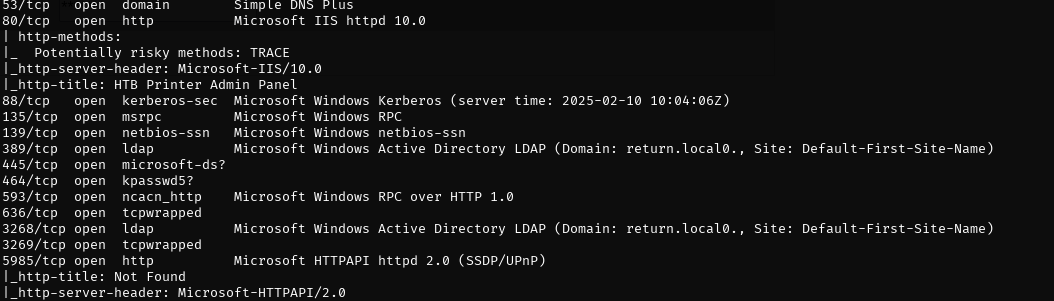 53/tcp   open  domain        Simple DNS Plus
80/tcp   open  http          Microsoft IIS httpd 10.0
| http-methods:
|_  Potentially risky methods: TRACE
|_http-server-header: Microsoft-IIS/10.0
|_http-title: HTB Printer Admin Panel
88/tcp   open  kerberos-sec  Microsoft Windows Kerberos (server time: 2025-02-10 10:04:06Z)
135/tcp  open  msrpc         Microsoft Windows RPC
139/tcp  open  netbios-ssn   Microsoft Windows netbios-ssn
389/tcp  open  ldap          Microsoft Windows Active Directory LDAP (Domain: return.local0., Site: Default-First-Site-Name)
445/tcp  open  microsoft-ds?
464/tcp  open  kpasswd5?
593/tcp  open  ncacn_http    Microsoft Windows RPC over HTTP 1.0
636/tcp  open  tcpwrapped
3268/tcp open  ldap          Microsoft Windows Active Directory LDAP (Domain: return.local0., Site: Default-First-Site-Name)
3269/tcp open  tcpwrapped
5985/tcp open  http          Microsoft HTTPAPI httpd 2.0 (SSDP/UPnP)
|_http-title: Not Found
|_http-server-header: Microsoft-HTTPAPI/2.0